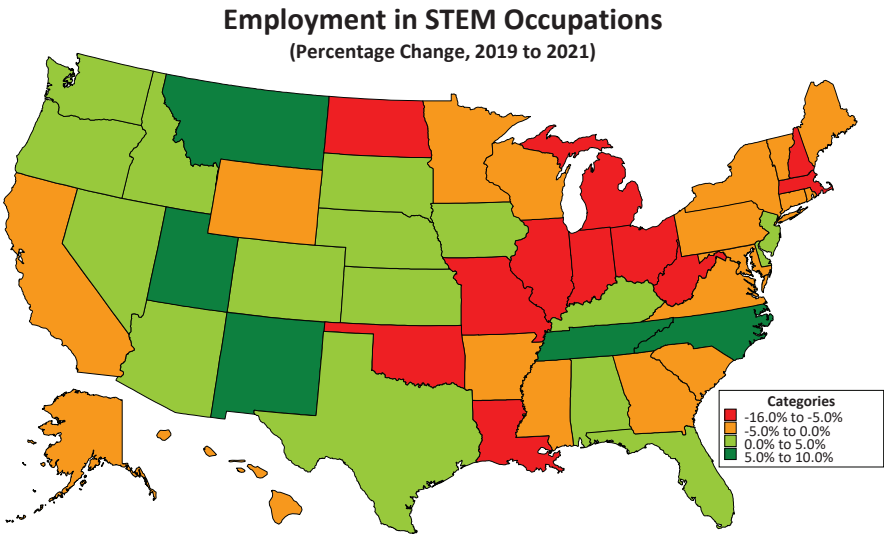 Employment in STEM Occupations
(Percentage Change, 2019 to 2021)
Categories
-16.0% to -5.0%
-5.0% to 0.0%
0.0% to 5.0%
5.0% to 10.0%